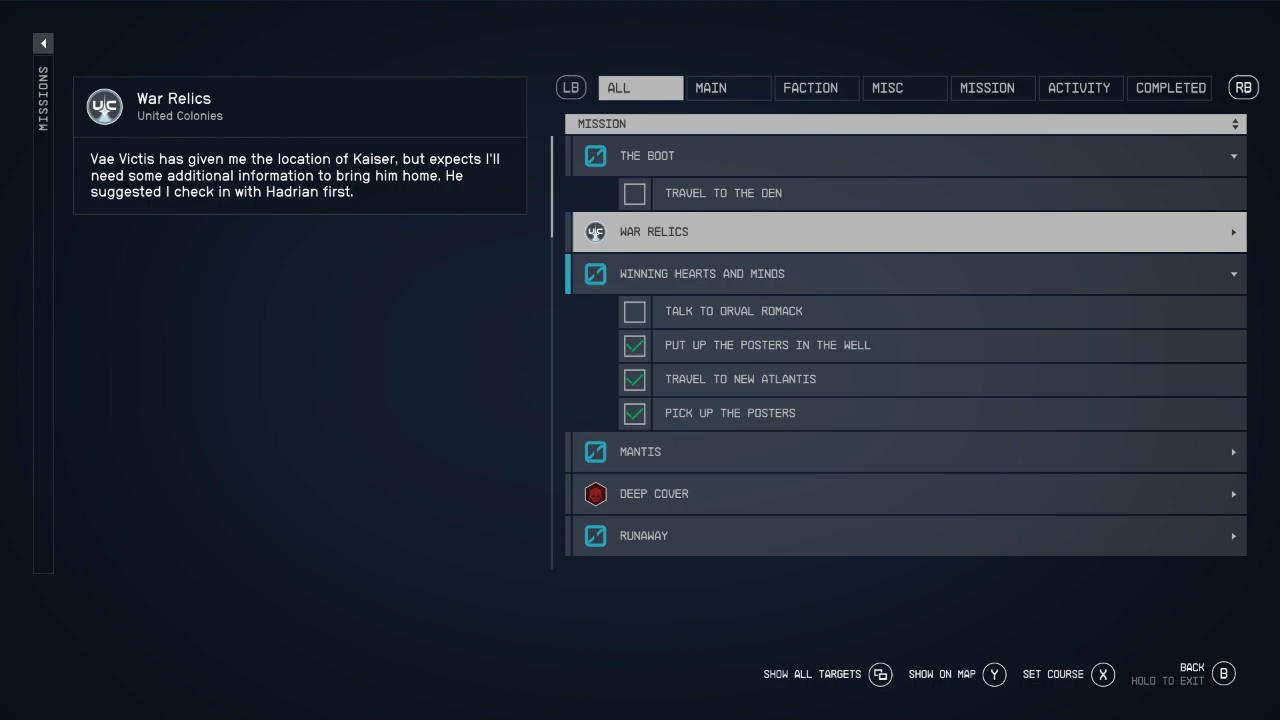 MISSIONS
UC
War Relics
United Colonies
Vae Victis has given me the location of Kaiser, but expects I'll
need some additional information to bring him home. He
suggested I check in with Hadrian first.
LB
ALL
MAIN
FACTION
MISC
MISSION
ACTIVITY
COMPLETED
RB
MISSION
THE BOOT
TRAVEL TO THE DEN
UC
WAR RELICS
WINNING HEARTS AND MINDS
TALK TO ORVAL ROMACK
PUT UP THE POSTERS IN THE WELL
TRAVEL TO NEW ATLANTIS
PICK UP THE POSTERS
MANTIS
DEEP COVER
RUNAWAY
SHOW ALL TARGETS
SHOW ON MAP
Y
SET COURSE
X
BACK
HOLD TO EXIT
B